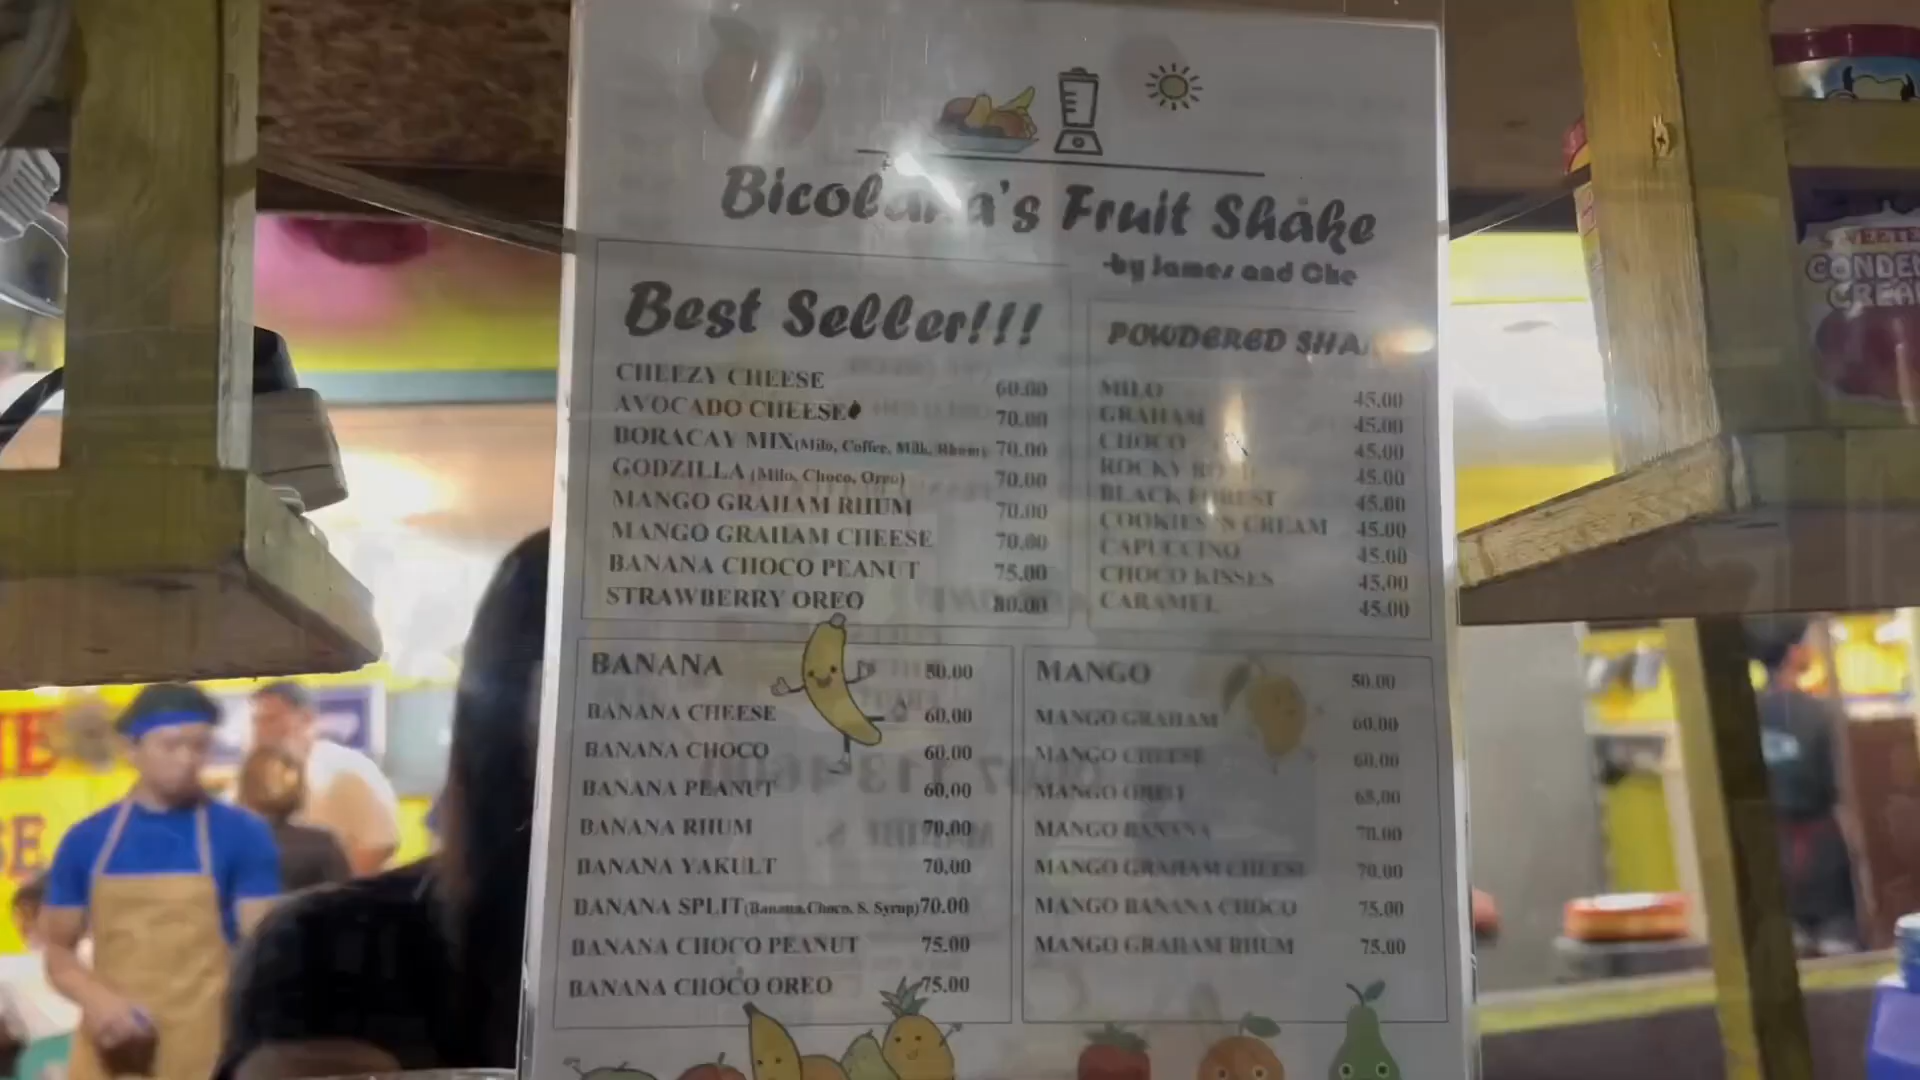 Bicolana's Fruit Shake
-by James and Che
Best Seller!!!
CHEEZY CHEESE 60.00
AVOCADO CHEESE 70.00
BORACAY MIX(Milo, Coffee, Milk, Rhum) 70.00
GODZILLA (Milo, Choco, Oreo) 70.00
MANGO GRAHAM RHUM 70.00
MANGO GRAHAM CHEESE 70.00
BANANA CHOCO PEANUT 75.00
STRAWBERRY OREO 80.00
POWDERED SHA
MILO 45.00
GRAHAM 45.00
CHOCO 45.00
ROCKY 45.00
BLACK FOREST 45.00
COOKIES 'N CREAM 45.00
CAPUCCINO 45.00
CHOCO KISSES 45.00
CARAMEL 45.00
BANANA 50.00
BANANA CHEESE 60.00
BANANA CHOCO 60.00
BANANA PEANUT 60.00
BANANA RHUM 70.00
BANANA YAKULT 70.00
BANANA SPLIT(Banana,Choco, S. Syrup) 70.00
BANANA CHOCO PEANUT 75.00
BANANA CHOCO OREO 75.00
MANGO 50.00
MANGO GRAHAM 60.00
MANGO CHEESE 60.00
MANGO OREO 65.00
MANGO BANANA 70.00
MANGO GRAHAM CHEESE 70.00
MANGO BANANA CHOCO 75.00
MANGO GRAHAM RHUM 75.00
CONDEN
CREA